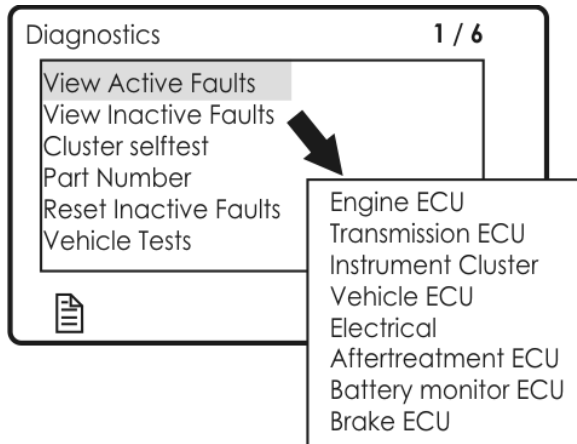 Diagnostics 1 / 6
View Active Faults
View Inactive Faults
Cluster selftest
Part Number
Reset Inactive Faults
Vehicle Tests
Engine ECU
Transmission ECU
Instrument Cluster
Vehicle ECU
Electrical
Aftertreatment ECU
Battery monitor ECU
Brake ECU